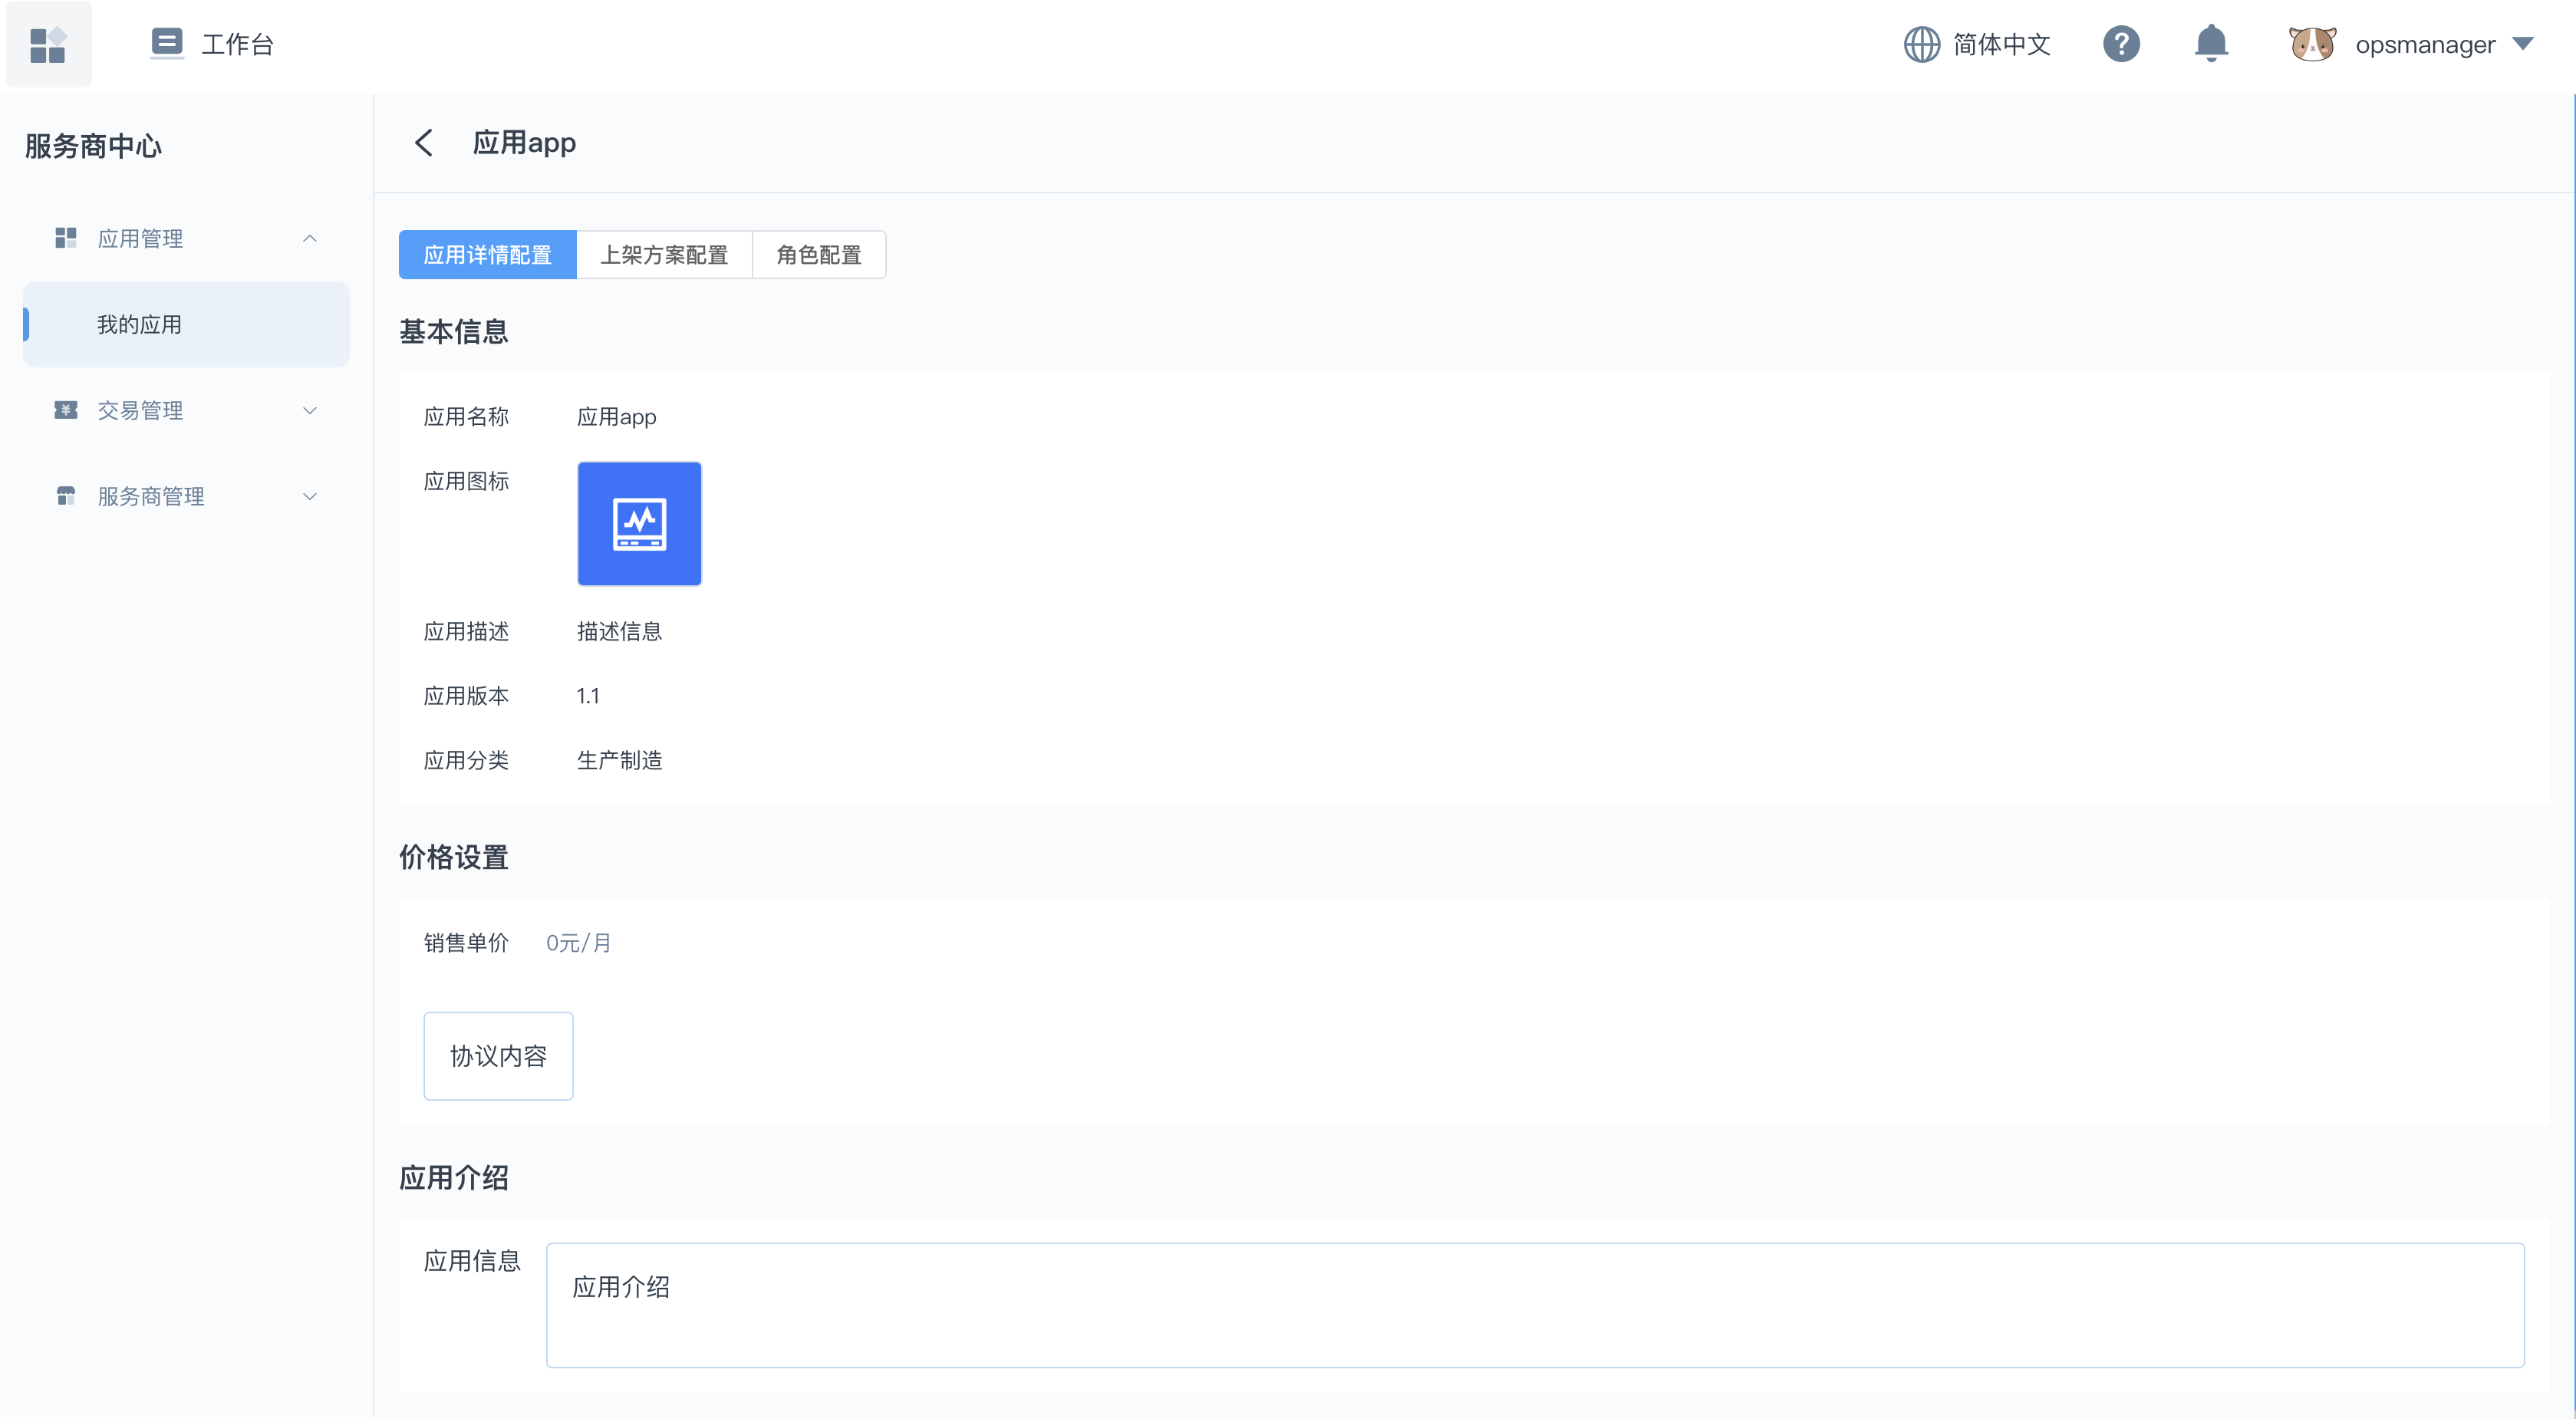 工作台
简体中文
opsmanager
服务商中心
应用管理
我的应用
交易管理
服务商管理
应用app
应用详情配置 上架方案配置 角色配置
基本信息
应用名称 应用app
应用图标
应用描述 描述信息
应用版本 1.1
应用分类 生产制造
价格设置
销售单价 0元/月
协议内容
应用介绍
应用信息 应用介绍